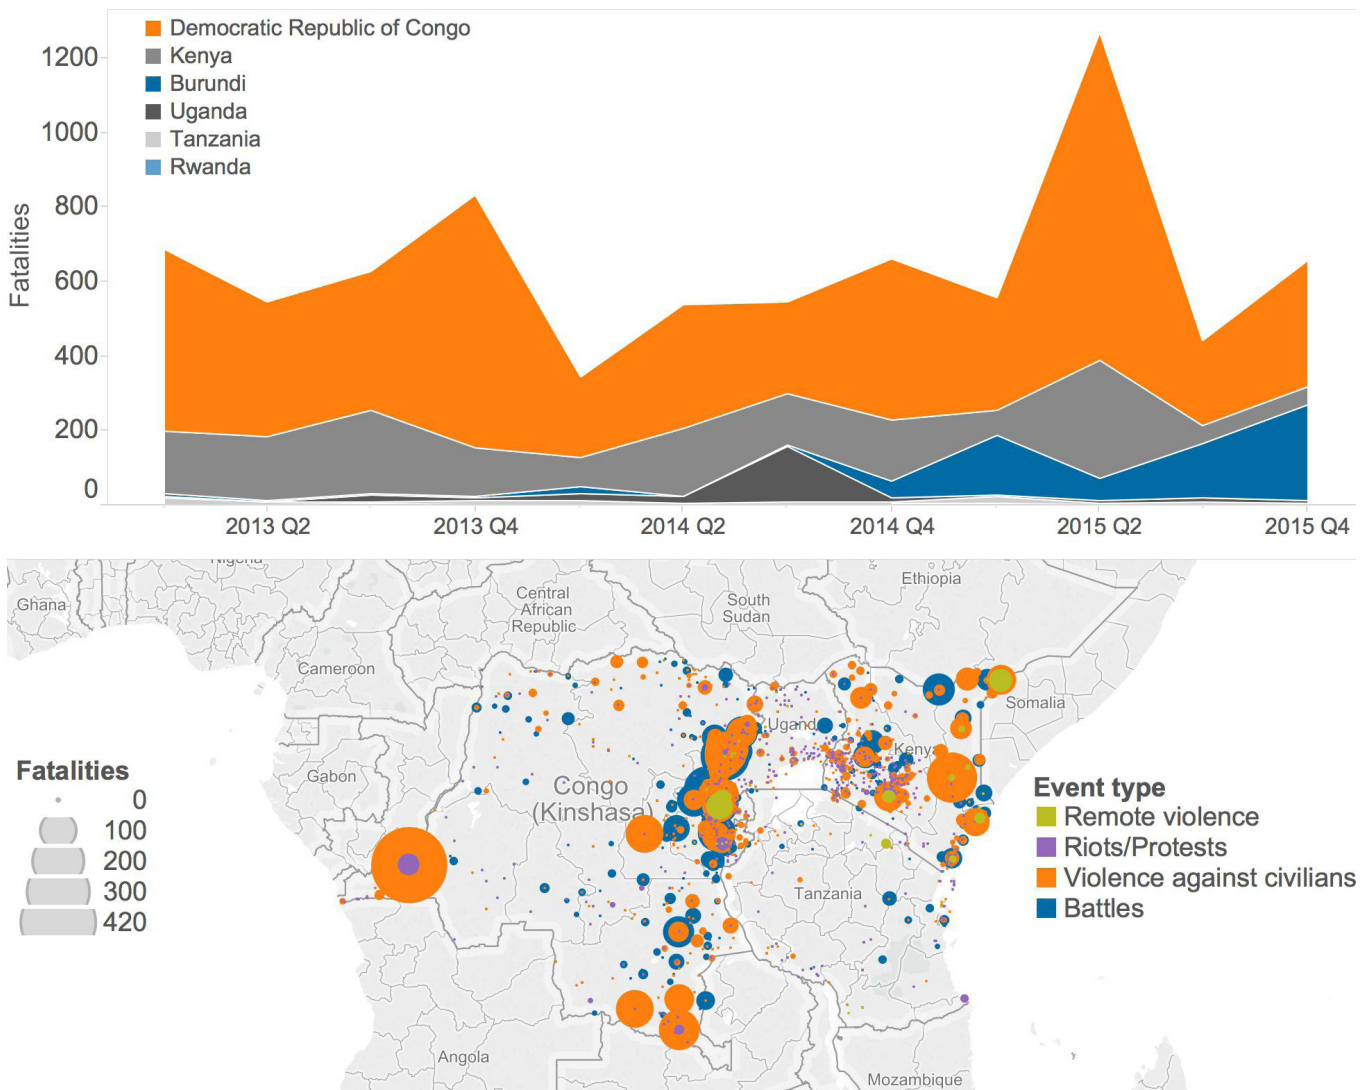 Democratic Republic of Congo
Kenya
Burundi
Uganda
Tanzania
Rwanda
1200
1000
800
600
400
200
0
Fatalities
2013 Q2
2013 Q4
2014 Q2
2014 Q4
2015 Q2
2015 Q4
Nigeria
Ghana
Central
African
Republic
South
Sudan
Ethiopia
Cameroon
Somalia
Ugand
Kenya
Gabon
Congo
(Kinshasa)
Tanzania
Angola
Mozambique
Fatalities
0
100
200
300
420
Event type
Remote violence
Riots/Protests
Violence against civilians
Battles